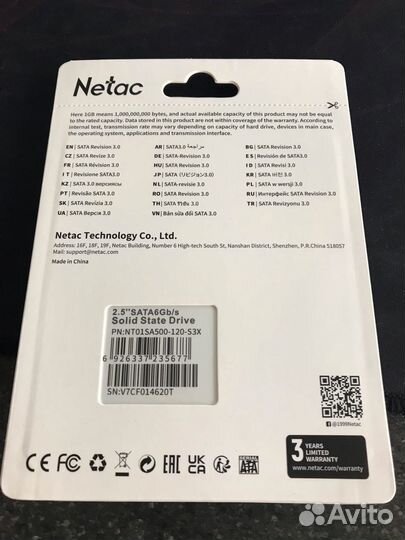 Netac
Here 1GB means 1,000,000,000 bytes, and actual available capacity of this product may not be equal
to the rated capacity. Data stored in this product are not within our coverage of guarantee. According to
internal test, transmission rate may vary depending on capacity of hard drive, devices in main case,
the operating system, applications and transmission interface.
EN | SATA Revision 3.0
AR | SATA3.0 مراجعة
BG | SATA Revision 3.0
CZ | SATA Revize 3.0
DE | SATA Revision 3.0
ES | Revisión de SATA3.0
FR | SATA Révision 3.0
HU | SATA revízió 3.0
ID | SATA Revisi 3.0
IT | Revisione SATA3.0
JP | SATA (リビジョン3.0)
KR | SATA 버전 3.0
KZ | SATA 3.0 версиясы
NL | SATA-revisie 3.0
PL | SATA w wersji 3.0
PT | Revisão SATA 3.0
RO | SATA Revision 3.0
RU | Интерфейс SATA Revision 3.0
SK | SATA Revízia 3.0
TH | SATA รีวิชั่น 3.0
TR | SATA Revizyonu 3.0
UA | SATA Версія 3.0
VN | Bản sửa đổi SATA 3.0
Netac Technology Co., Ltd.
Address: 16F, 18F, 19F, Netac Building, Number 6 High-tech South St, Nanshan District, Shenzhen, P.R.China 518057
Mail: support@netac.com
Made in China
2.5"SATA6Gb/s
Solid State Drive
PN:NT01SA500-120-S3X
6 926337 235677
SN:V7CF014620T
@1999Netac
CE FC EAC UKCA SERIAL SATA
3 YEARS
LIMITED
WARRANTY
www.netac.com/warranty
Avito